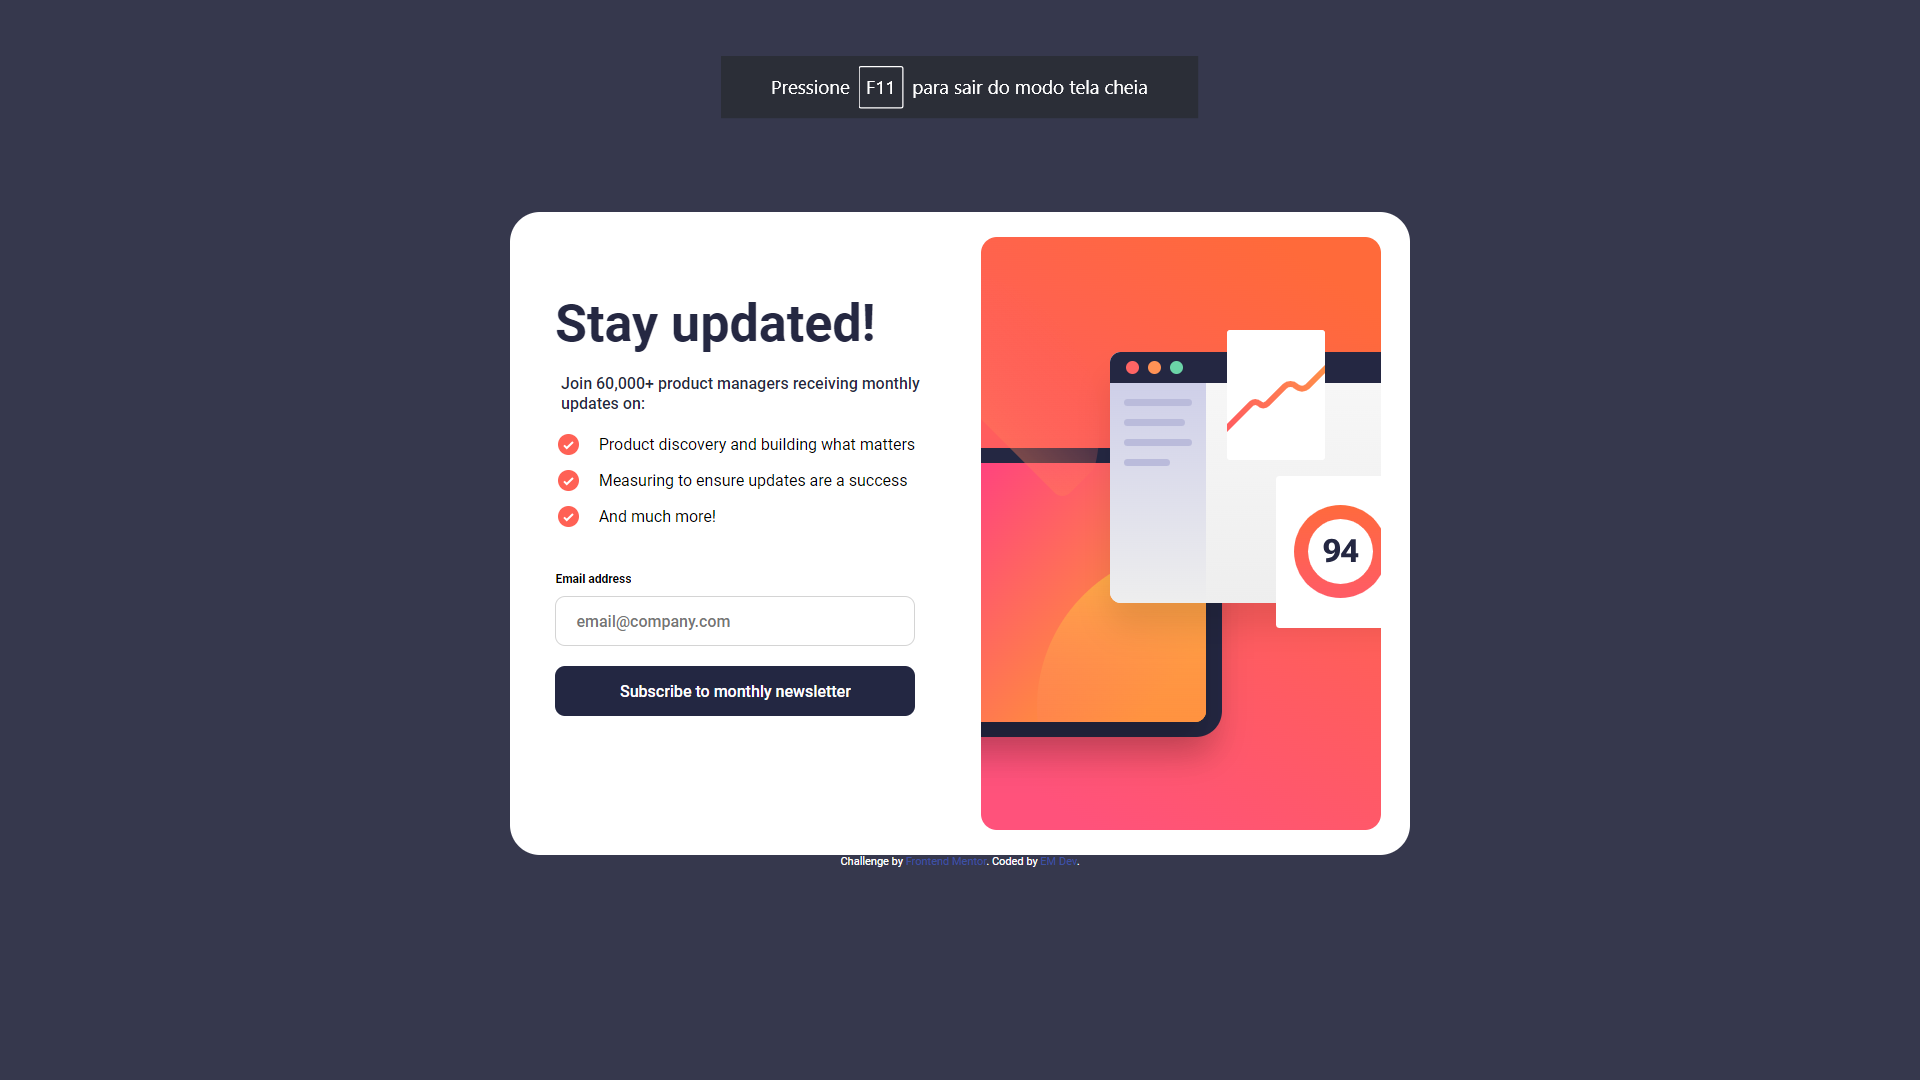 Pressione F11 para sair do modo tela cheia
Stay updated!
Join 60,000+ product managers receiving monthly
updates on:
Product discovery and building what matters
Measuring to ensure updates are a success
And much more!
Email address
email@company.com
Subscribe to monthly newsletter
94
Challenge by Frontend Mentor. Coded by EM Dev.